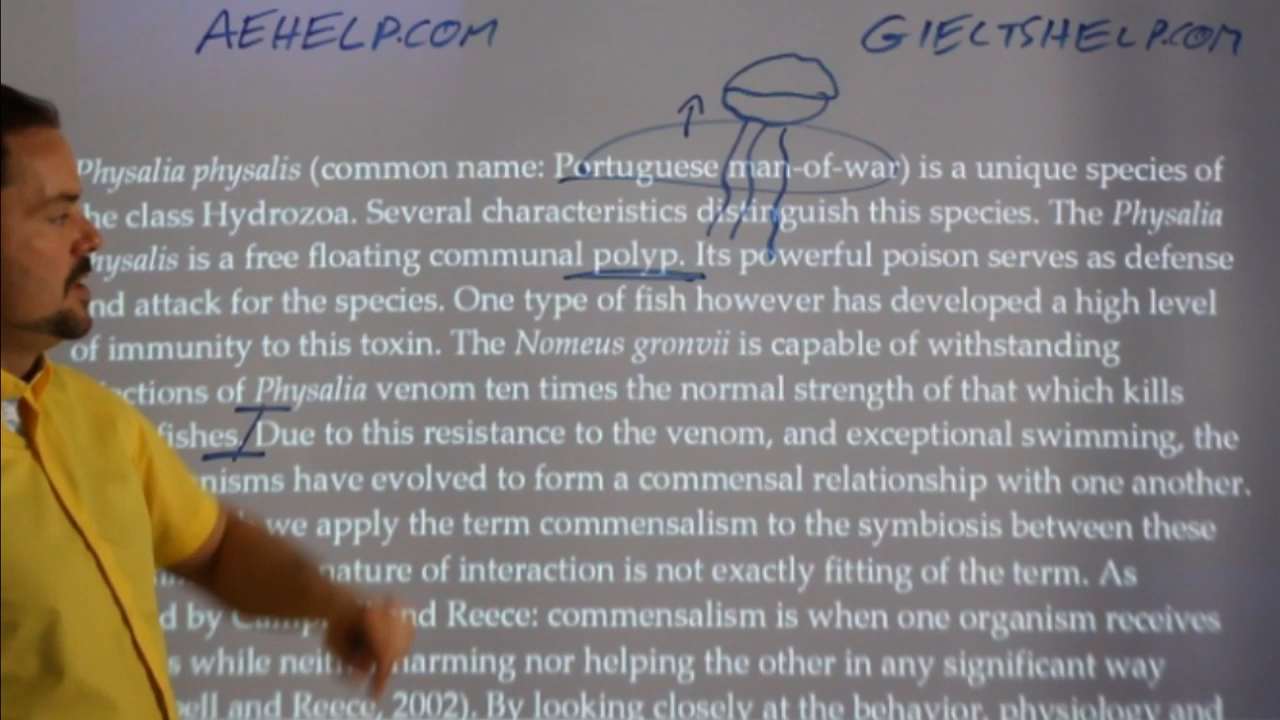 AEHELP.COM GIELTSHELP.COM
Physalia physalis (common name: Portuguese man-of-war) is a unique species of
he class Hydrozoa. Several characteristics distinguish this species. The Physalia
hysalis is a free floating communal polyp. Its powerful poison serves as defense
nd attack for the species. One type of fish however has developed a high level
of immunity to this toxin. The Nomeus gronvii is capable of withstanding
ctions of Physalia venom ten times the normal strength of that which kills
fishes. Due to this resistance to the venom, and exceptional swimming, the
nisms have evolved to form a commensal relationship with one another.
we apply the term commensalism to the symbiosis between these
nature of interaction is not exactly fitting of the term. As
d by nd Reece: commensalism is when one organism receives
s while harming nor helping the other in any significant way
ell and Reece, 2002). By looking closely at the behavior, physiology and